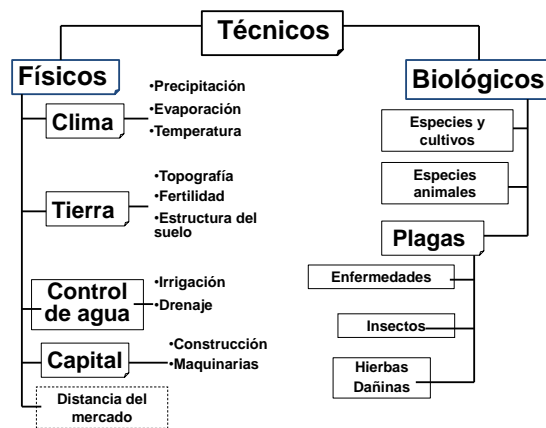 Técnicos
Físicos
Clima
•Precipitación
•Evaporación
•Temperatura
Tierra
•Topografía
•Fertilidad
•Estructura del
suelo
Control
de agua
•Irrigación
•Drenaje
Capital
•Construcción
•Maquinarias
Distancia del
mercado
Biológicos
Especies y
cultivos
Especies
animales
Plagas
Enfermedades
Insectos
Hierbas
Dañinas